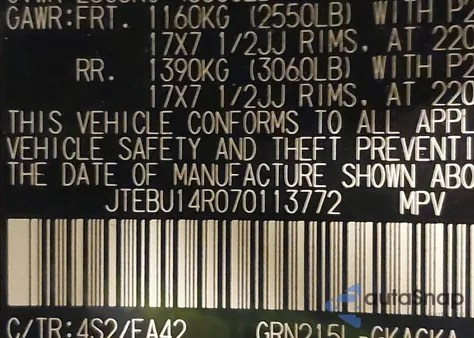 GAWR:FRT. 1160KG (2550LB) WITH P2
17X7 1/2JJ RIMS, AT 220
RR. 1390KG (3060LB) WITH P2
17X7 1/2JJ RIMS, AT 220
THIS VEHICLE CONFORMS TO ALL APPL
VEHICLE SAFETY AND THEFT PREVENTI
THE DATE OF MANUFACTURE SHOWN ABO
JTEBU14R070113772 MPV
autoSnap
C/TR:4S2/FA42 GRN215L-GKAGKA